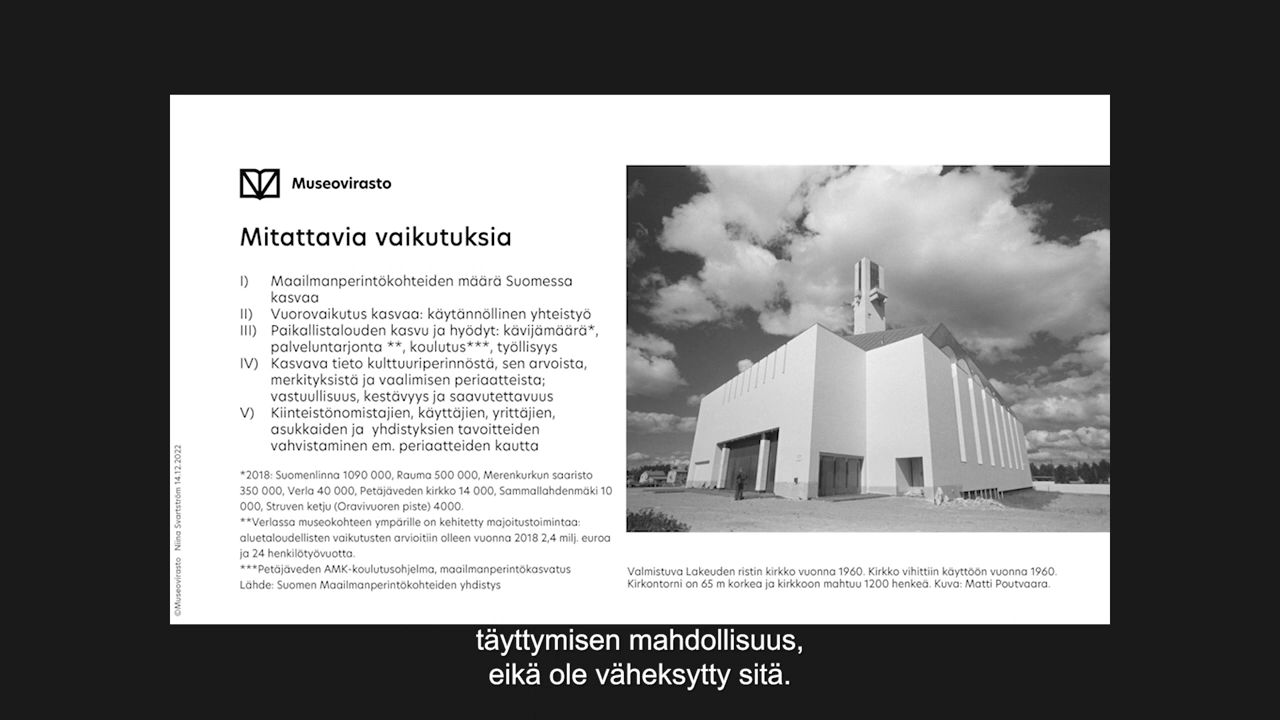 Museovirasto
Mitattavia vaikutuksia
I) Maailmanperintökohteiden määrä Suomessa
kasvaa
II) Vuorovaikutus kasvaa: käytännöllinen yhteistyö
III) Paikallistalouden kasvu ja hyödyt: kävijämäärä*,
palveluntarjonta **, koulutus***, työllisyys
IV) Kasvava tieto kulttuuriperinnöstä, sen arvoista,
merkityksistä ja vaalimisen periaatteista;
vastuullisuus, kestävyys ja saavutettavuus
V) Kiinteistönomistajien, käyttäjien, yrittäjien,
asukkaiden ja yhdistyksien tavoitteiden
vahvistaminen em. periaatteiden kautta
*2018: Suomenlinna 1090 000, Rauma 500 000, Merenkurkun saaristo
350 000, Verla 40 000, Petäjäveden kirkko 14 000, Sammallahdenmäki 10
000, Struven ketju (Oravivuoren piste) 4000.
**Verlassa museokohteen ympärille on kehitetty majoitustoimintaa:
aluetaloudellisten vaikutusten arvioitiin olleen vuonna 2018 2,4 milj. euroa
ja 24 henkilötyövuotta.
***Petäjäveden AMK-koulutusohjelma, maailmanperintökasvatus
Lähde: Suomen Maailmanperintökohteiden yhdistys
©Museovirasto Niina Svartström 14.12.2022
Valmistuva Lakeuden ristin kirkko vuonna 1960. Kirkko vihittiin käyttöön vuonna 1960.
Kirkontorni on 65 m korkea ja kirkkoon mahtuu 1200 henkeä. Kuva: Matti Poutvaara.
täyttymisen mahdollisuus,
eikä ole väheksytty sitä.